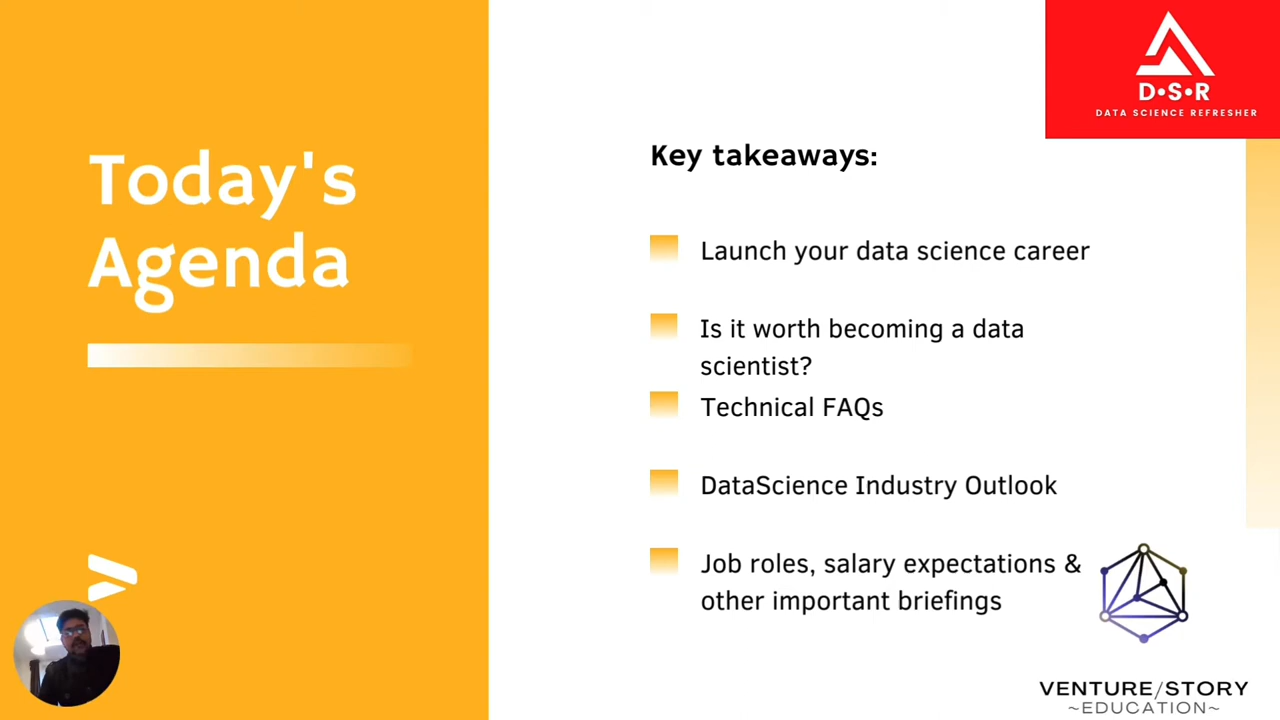 Today's
Agenda
D•S•R
DATA SCIENCE REFRESHER
Key takeaways:
Launch your data science career
Is it worth becoming a data
scientist?
Technical FAQs
DataScience Industry Outlook
Job roles, salary expectations &
other important briefings
VENTURE/STORY
~EDUCATION~